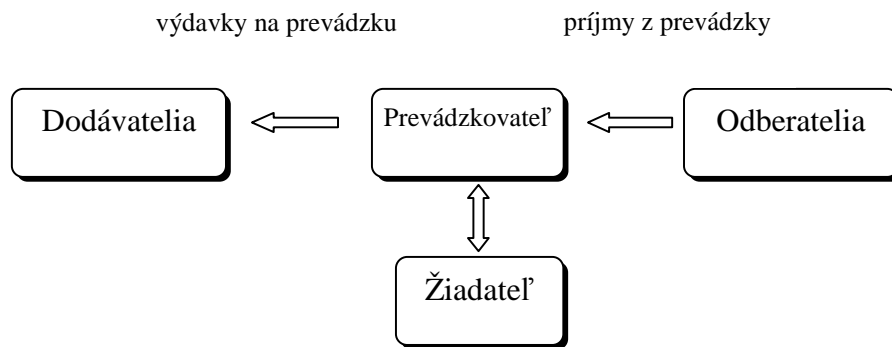 výdavky na prevádzku
príjmy z prevádzky
Dodávatelia
Prevádzkovateľ
Odberatelia
Žiadateľ